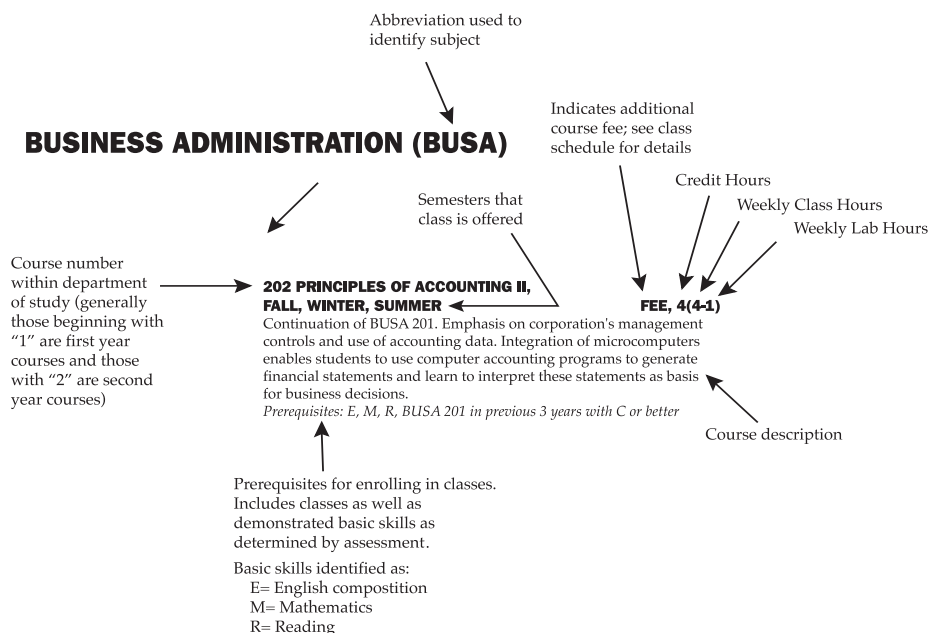 Abbreviation used to
identify subject
BUSINESS ADMINISTRATION (BUSA)
Indicates additional
course fee; see class
schedule for details
Credit Hours
Weekly Class Hours
Weekly Lab Hours
Semesters that
class is offered
Course number
within department
of study (generally
those beginning with
"1" are first year
courses and those
with "2" are second
year courses)
202 PRINCIPLES OF ACCOUNTING II,
FALL, WINTER, SUMMER FEE, 4(4-1)
Continuation of BUSA 201. Emphasis on corporation's management
controls and use of accounting data. Integration of microcomputers
enables students to use computer accounting programs to generate
financial statements and learn to interpret these statements as basis
for business decisions.
Prerequisites: E, M, R, BUSA 201 in previous 3 years with C or better
Course description
Prerequisites for enrolling in classes.
Includes classes as well as
demonstrated basic skills as
determined by assessment.
Basic skills identified as:
E= English compostition
M= Mathematics
R= Reading